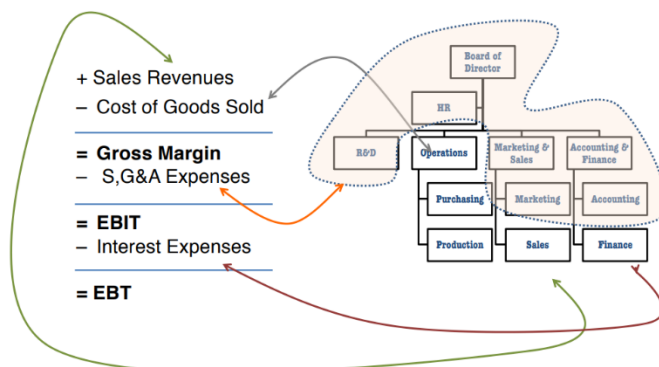 + Sales Revenues
– Cost of Goods Sold
= Gross Margin
– S,G&A Expenses
= EBIT
– Interest Expenses
= EBT
Board of
Director
HR
R&D
Operations
Marketing &
Sales
Accounting &
Finance
Purchasing
Marketing
Accounting
Production
Sales
Finance